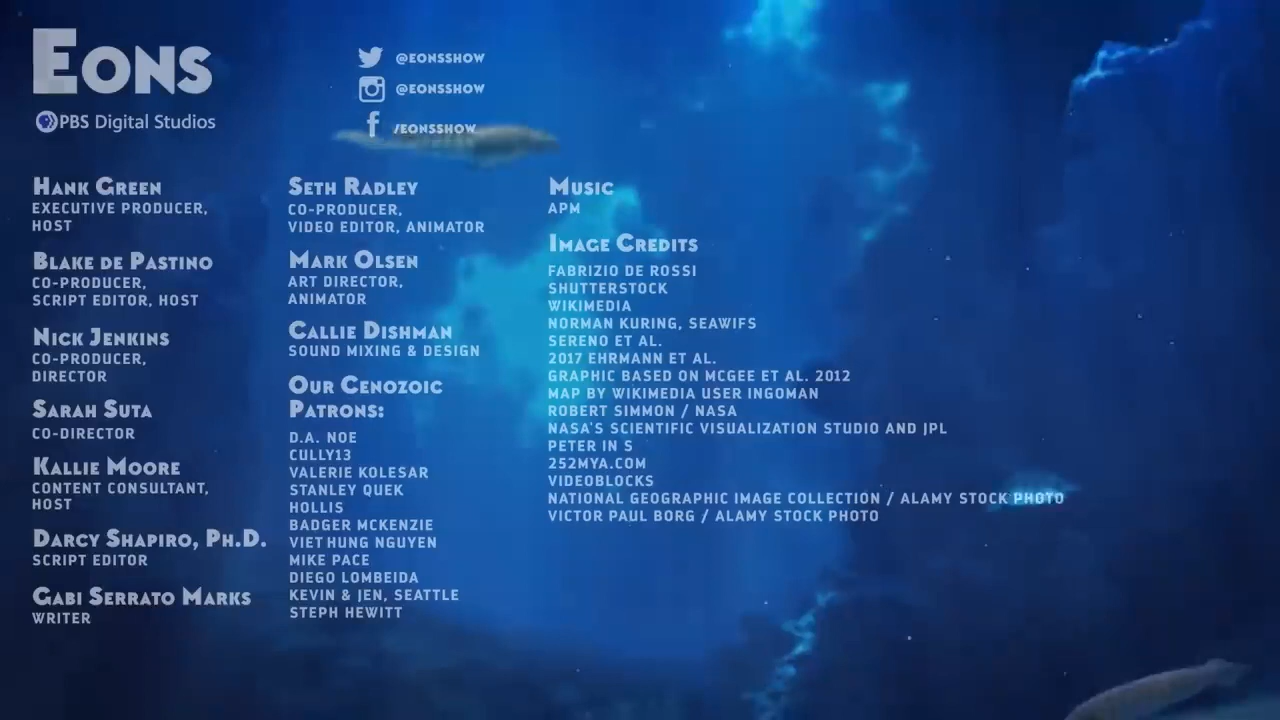 EONS
PBS Digital Studios
@EONSSHOW
@EONSSHOW
/EONSSHOW
HANK GREEN
EXECUTIVE PRODUCER,
HOST
BLAKE DE PASTINO
CO-PRODUCER,
SCRIPT EDITOR, HOST
NICK JENKINS
CO-PRODUCER,
DIRECTOR
SARAH SUTA
CO-DIRECTOR
KALLIE MOORE
CONTENT CONSULTANT,
HOST
DARCY SHAPIRO, PH.D.
SCRIPT EDITOR
GABI SERRATO MARKS
WRITER
SETH RADLEY
CO-PRODUCER,
VIDEO EDITOR, ANIMATOR
MARK OLSEN
ART DIRECTOR,
ANIMATOR
CALLIE DISHMAN
SOUND MIXING & DESIGN
OUR CENOZOIC
PATRONS:
D.A. NOE
CULLY13
VALERIE KOLESAR
STANLEY QUEK
HOLLIS
BADGER MCKENZIE
VIET HUNG NGUYEN
MIKE PACE
DIEGO LOMBEIDA
KEVIN & JEN, SEATTLE
STEPH HEWITT
MUSIC
APM
IMAGE CREDITS
FABRIZIO DE ROSSI
SHUTTERSTOCK
WIKIMEDIA
NORMAN KURING, SEAWIFS
SERENO ET AL.
2017 EHRMANN ET AL.
GRAPHIC BASED ON MCGEE ET AL. 2012
MAP BY WIKIMEDIA USER INGOMAN
ROBERT SIMMON / NASA
NASA'S SCIENTIFIC VISUALIZATION STUDIO AND JPL
PETER IN S
252MYA.COM
VIDEOBLOCKS
NATIONAL GEOGRAPHIC IMAGE COLLECTION / ALAMY STOCK PHOTO
VICTOR PAUL BORG / ALAMY STOCK PHOTO